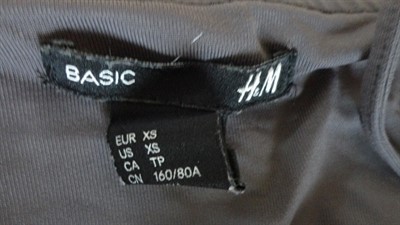 BASIC H&M
EUR XS
US XS
CA TP
CN 160/80A